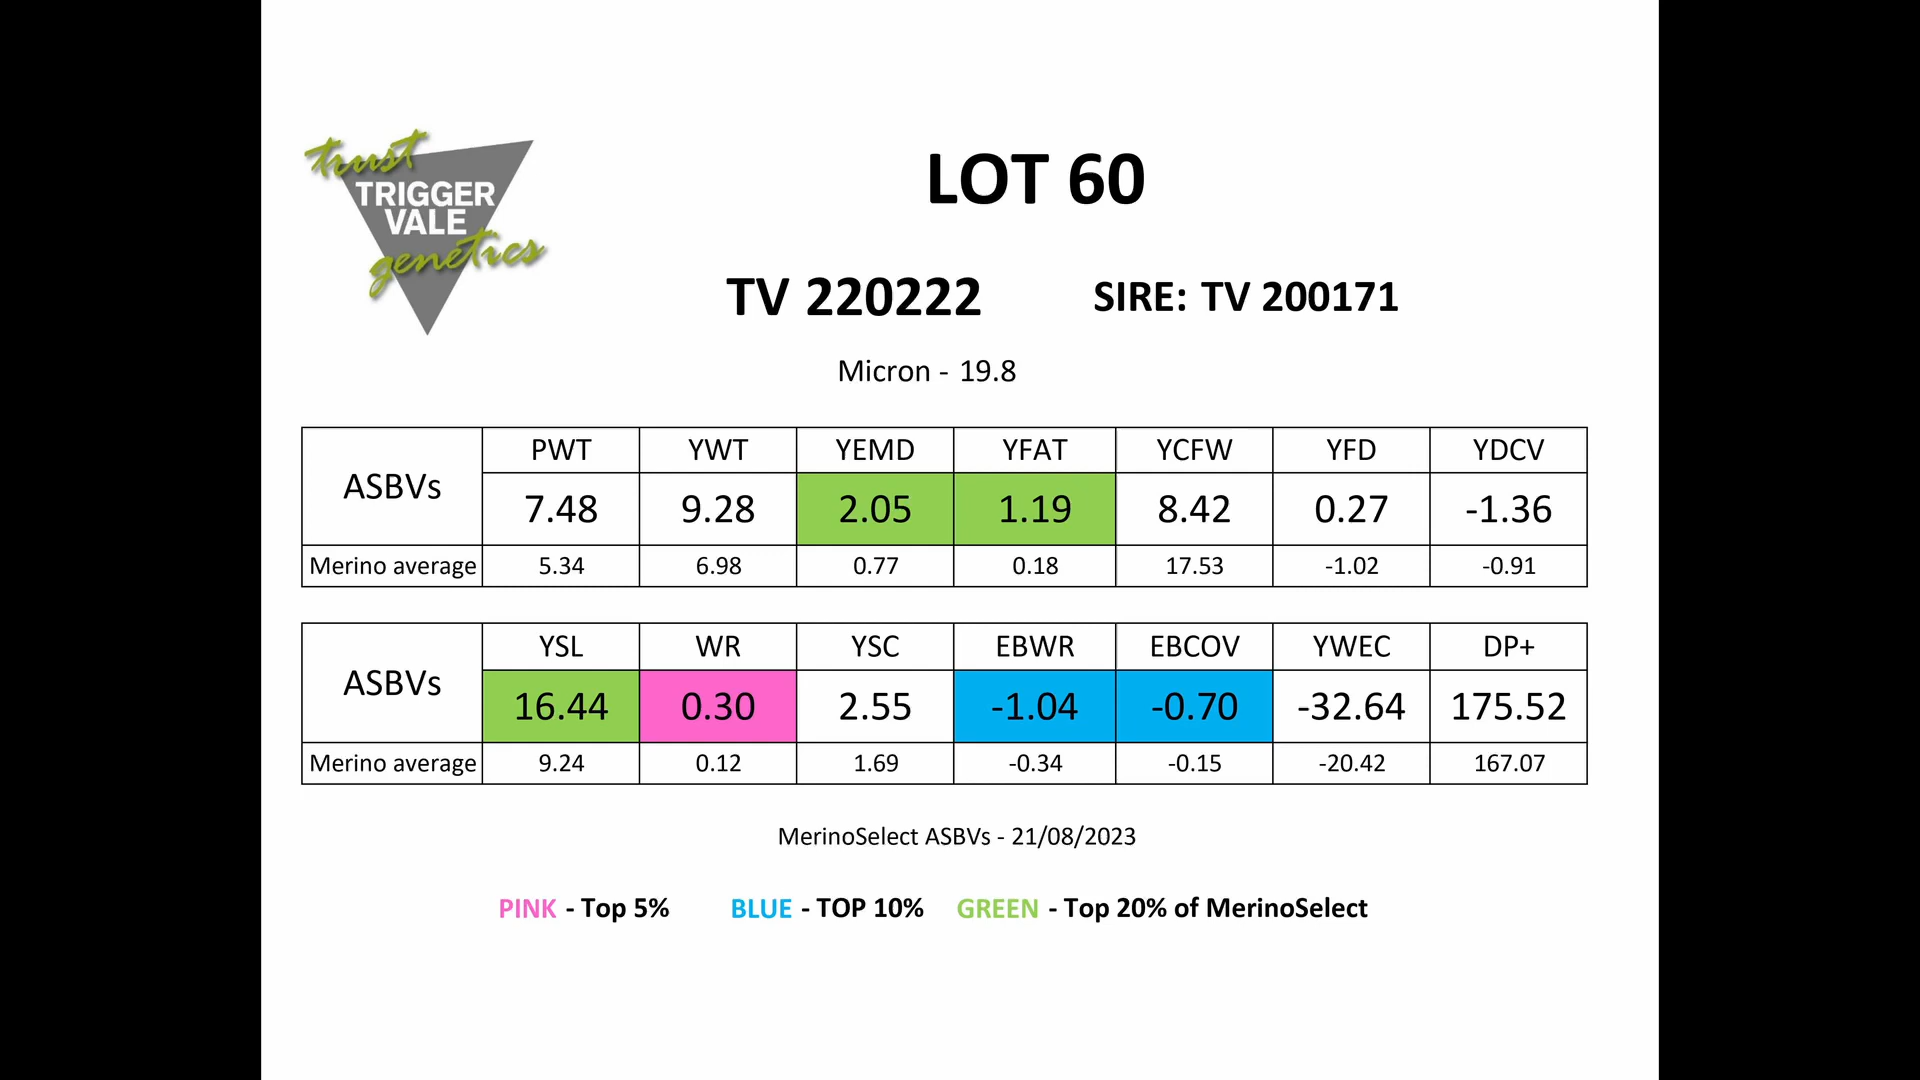 trust
TRIGGER
VALE
genetics
LOT 60
TV 220222 SIRE: TV 200171
Micron - 19.8
ASBVs PWT YWT YEMD YFAT YCFW YFD YDCV
7.48 9.28 2.05 1.19 8.42 0.27 -1.36
Merino average 5.34 6.98 0.77 0.18 17.53 -1.02 -0.91
ASBVs YSL WR YSC EBWR EBCOV YWEC DP+
16.44 0.30 2.55 -1.04 -0.70 -32.64 175.52
Merino average 9.24 0.12 1.69 -0.34 -0.15 -20.42 167.07
MerinoSelect ASBVs - 21/08/2023
PINK - Top 5% BLUE - TOP 10% GREEN - Top 20% of MerinoSelect